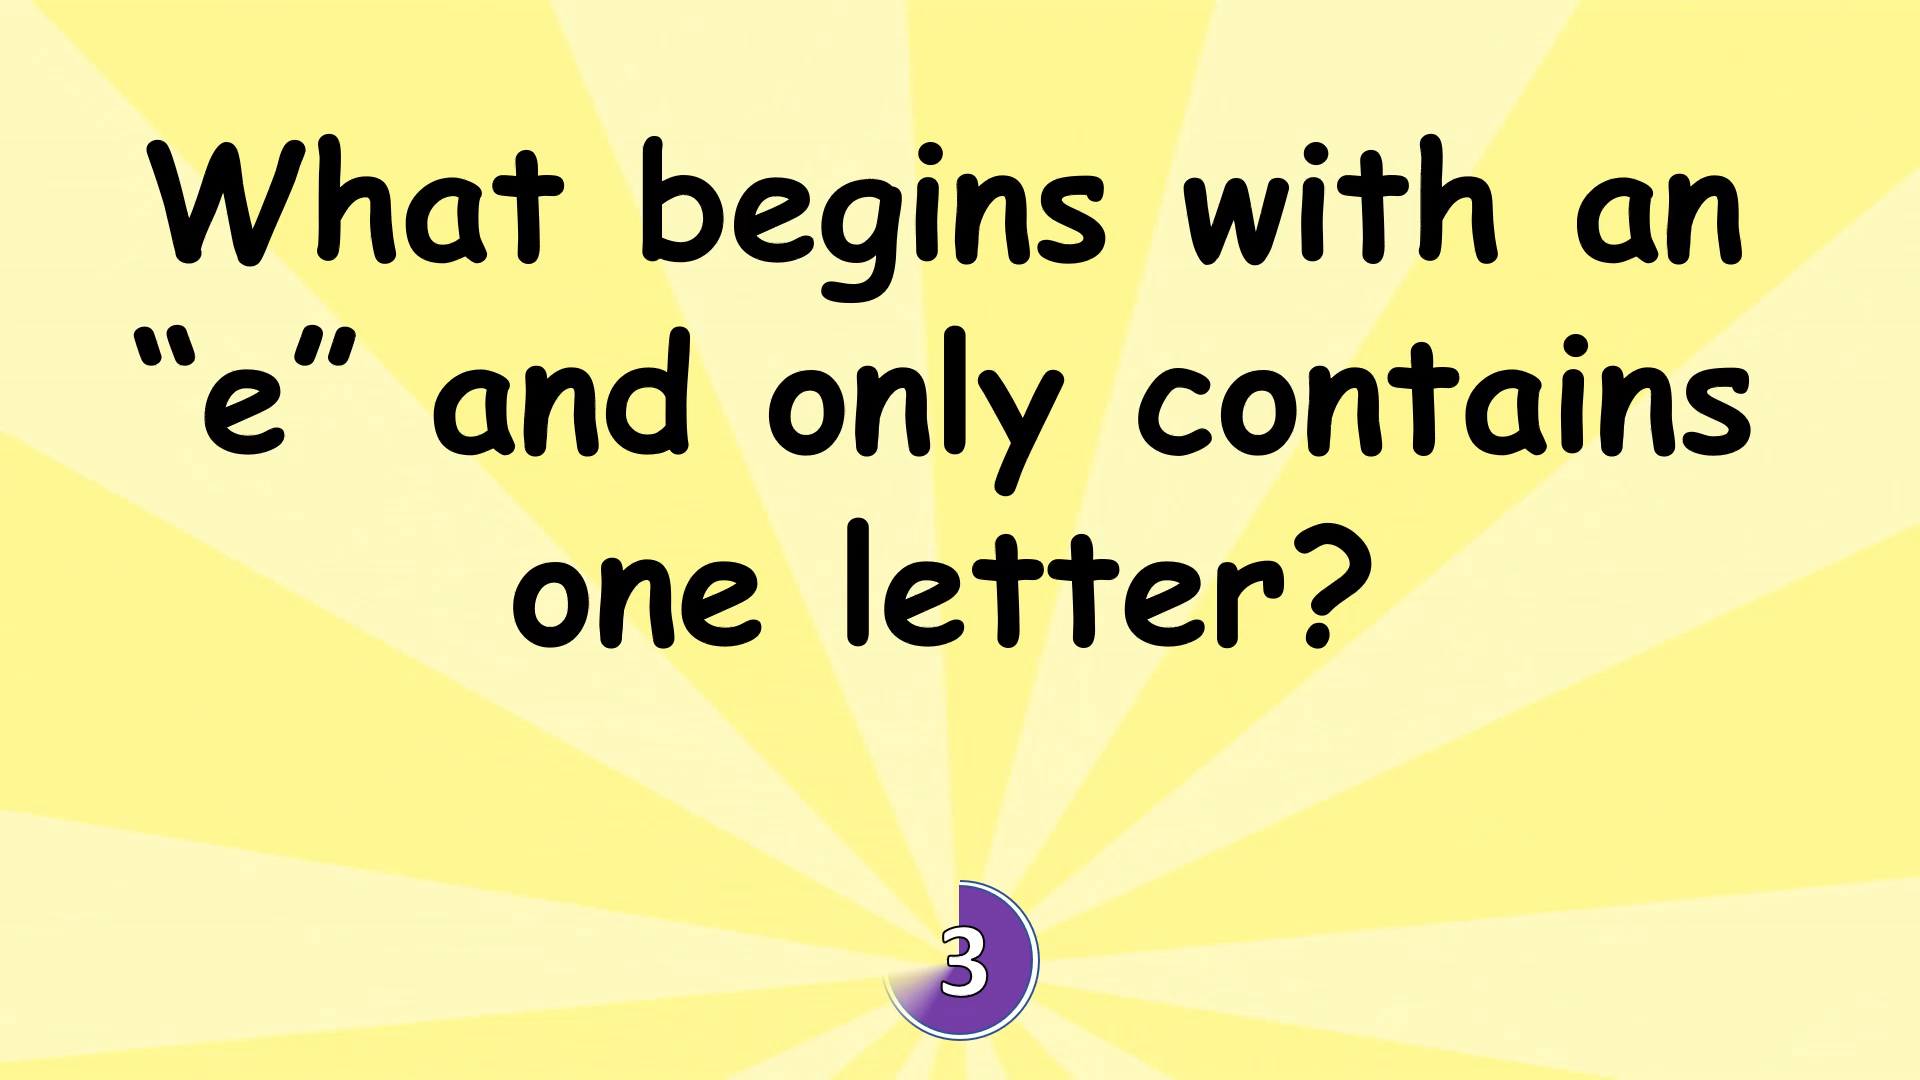 What begins with an
“e” and only contains
one letter?
3